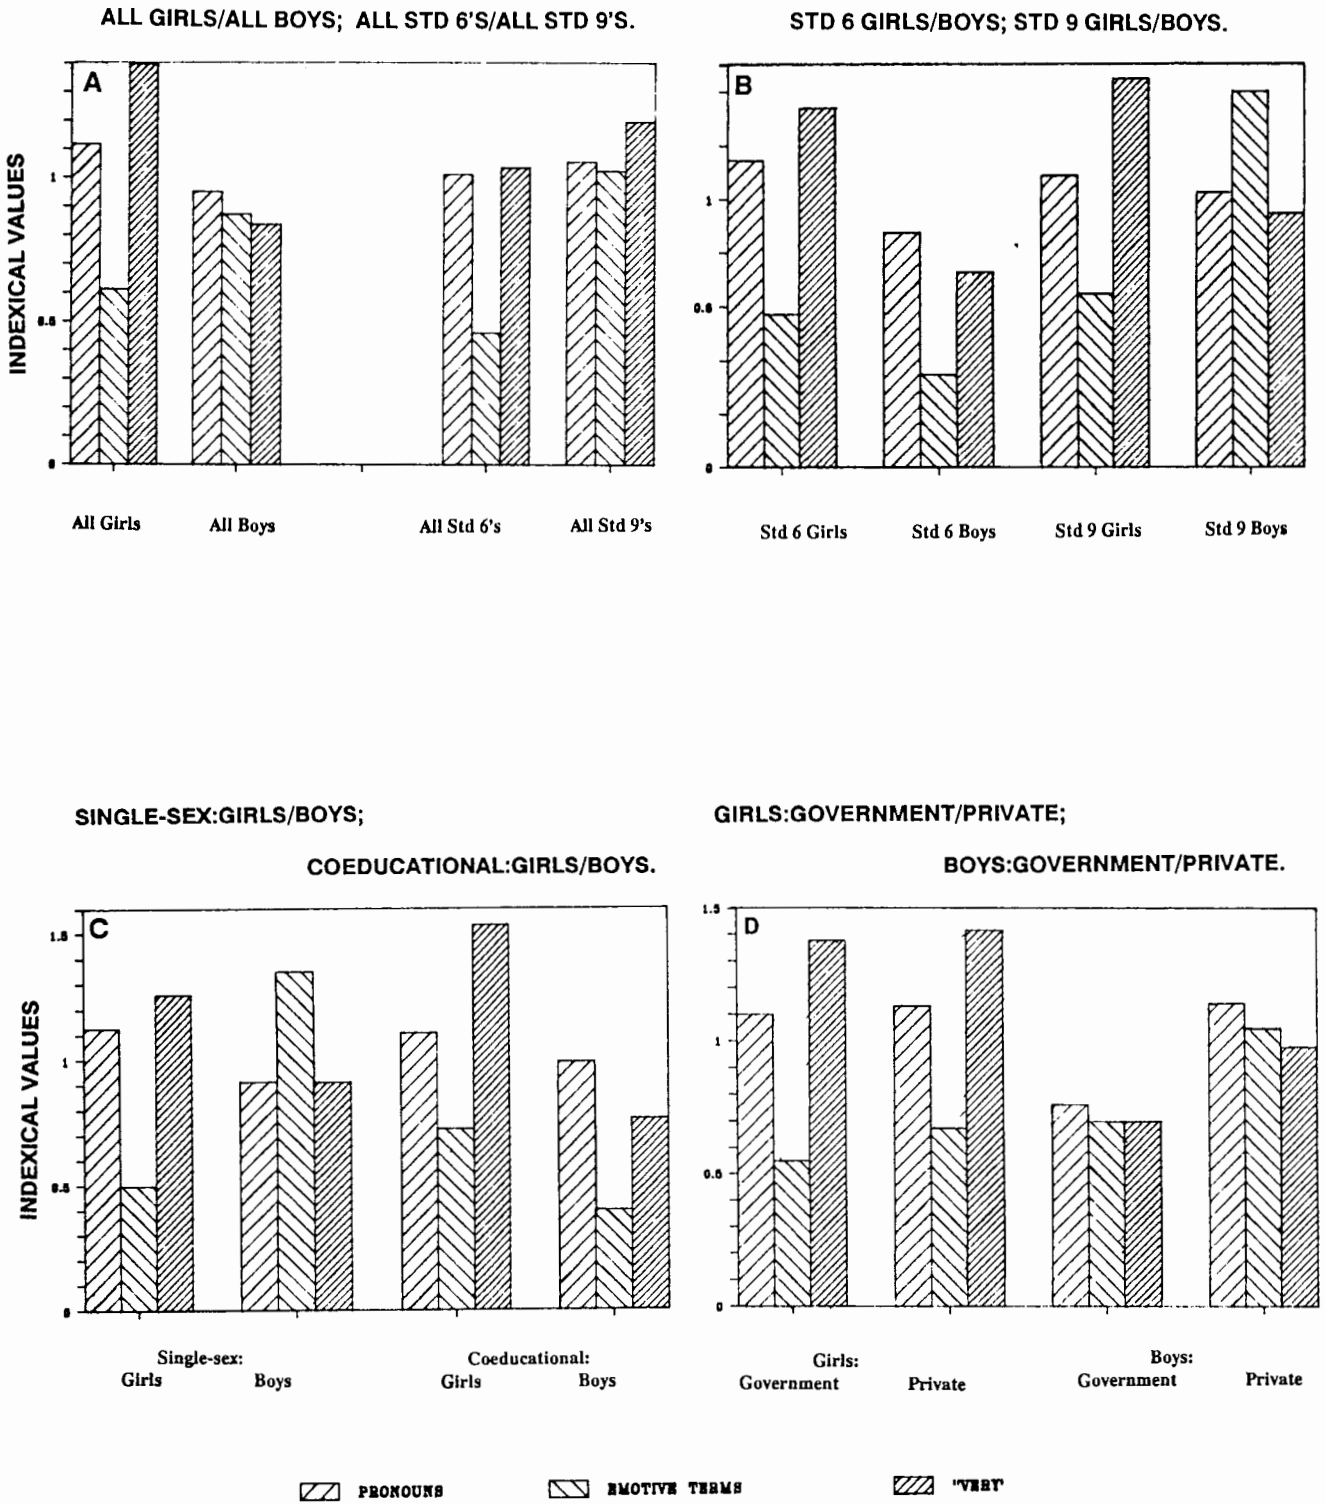 ALL GIRLS/ALL BOYS; ALL STD 6'S/ALL STD 9'S.
STD 6 GIRLS/BOYS; STD 9 GIRLS/BOYS.
A
INDEXICAL VALUES
1
0.5
0
All Girls All Boys All Std 6's All Std 9's
B
1
0.5
0
Std 6 Girls Std 6 Boys Std 9 Girls Std 9 Boys
SINGLE-SEX:GIRLS/BOYS;
COEDUCATIONAL:GIRLS/BOYS.
GIRLS:GOVERNMENT/PRIVATE;
BOYS:GOVERNMENT/PRIVATE.
C
INDEXICAL VALUES
1.5
1
0.5
0
Single-sex: Coeducational:
Girls Boys Girls Boys
D
1.5
1
0.5
0
Girls: Boys:
Government Private Government Private
PRONOUNS EMOTIVE TERMS "VERY"